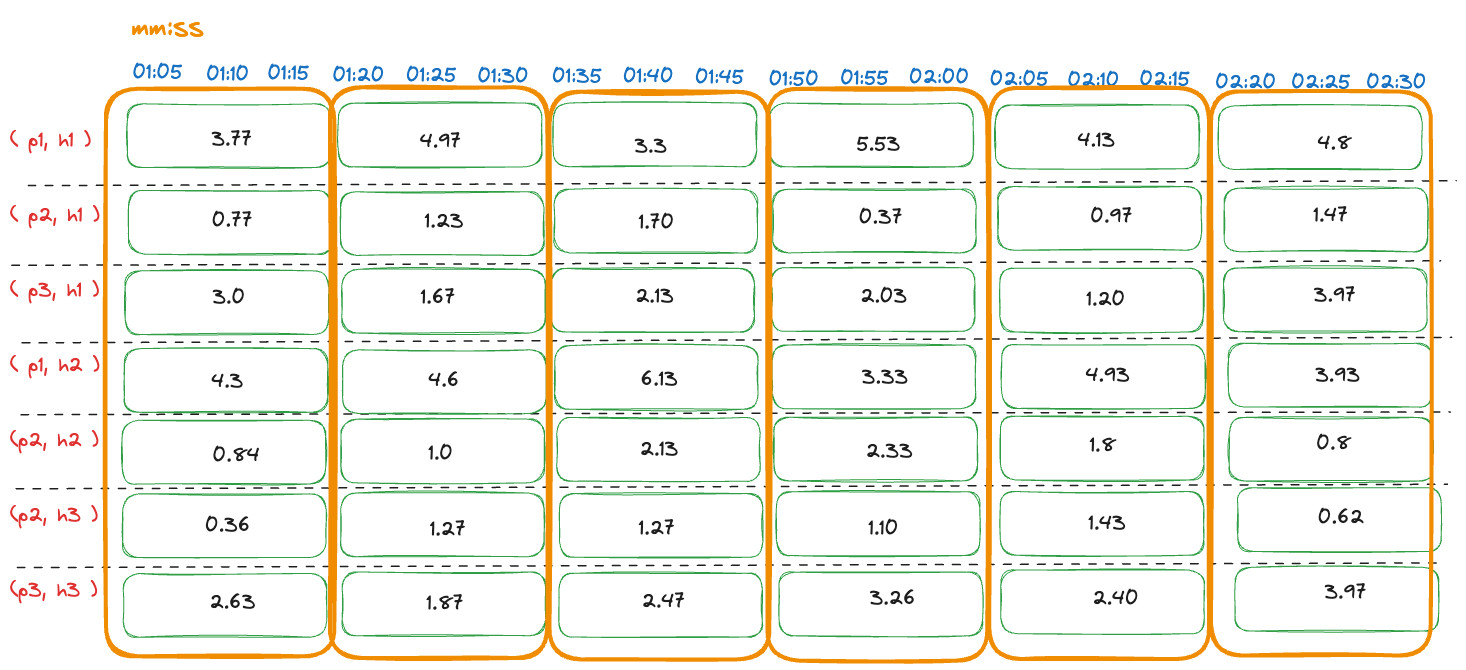 mm:SS
01:05 01:10 01:15 01:20 01:25 01:30 01:35 01:40 01:45 01:50 01:55 02:00 02:05 02:10 02:15 02:20 02:25 02:30
( p1, h1 ) 3.77 4.97 3.3 5.53 4.13 4.8
( p2, h1 ) 0.77 1.23 1.70 0.37 0.97 1.47
( p3, h1 ) 3.0 1.67 2.13 2.03 1.20 3.97
( p1, h2 ) 4.3 4.6 6.13 3.33 4.93 3.93
(p2, h2 ) 0.84 1.0 2.13 2.33 1.8 0.8
(p2, h3 ) 0.36 1.27 1.27 1.10 1.43 0.62
(p3, h3 ) 2.63 1.87 2.47 3.26 2.40 3.97